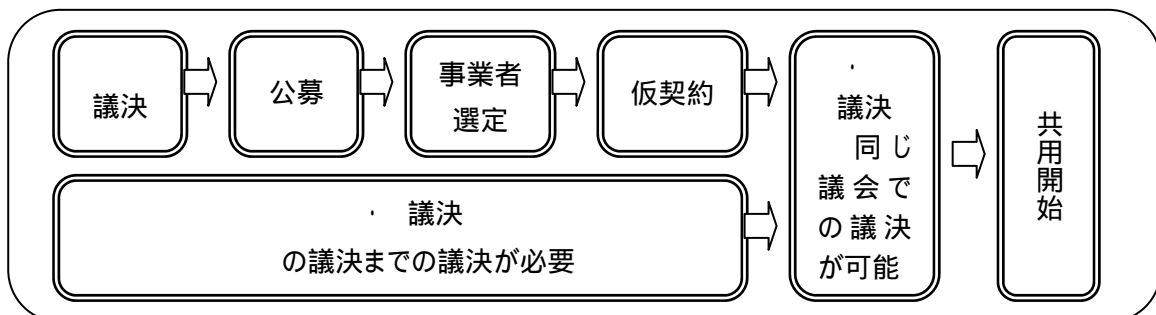 議決
公募
事業者
選定
仮契約
・
議決
同じ
議会で
の議決
が可能
共用開始
・ 議決
の議決までの議決が必要